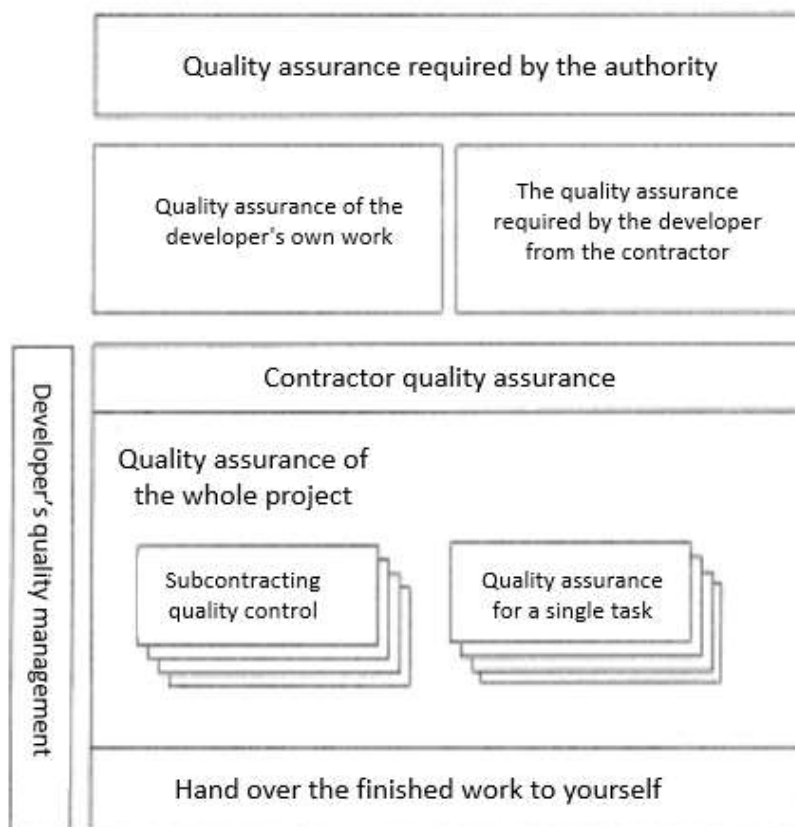 Quality assurance required by the authority
Quality assurance of the
developer's own work
The quality assurance
required by the developer
from the contractor
Developer's quality management
Contractor quality assurance
Quality assurance of
the whole project
Subcontracting
quality control
Quality assurance
for a single task
Hand over the finished work to yourself